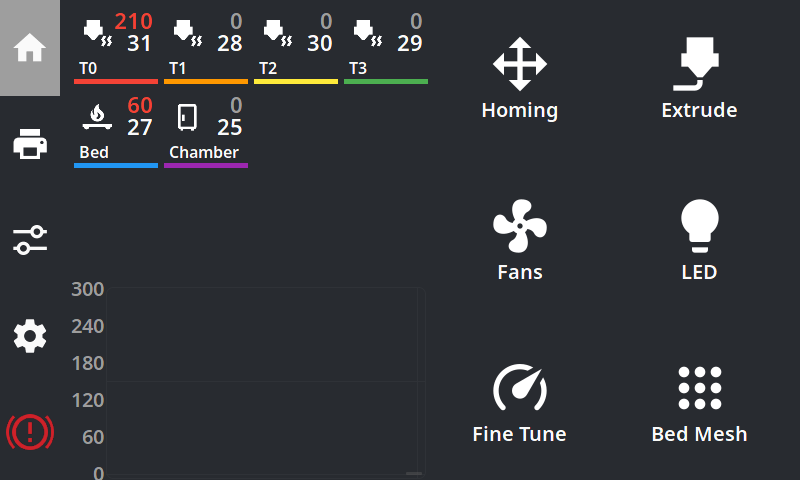 210 0 0 0
31 28 30 29
T0 T1 T2 T3
60 0
27 25
Bed Chamber
300
240
180
120
60
0
Homing Extrude
Fans LED
Fine Tune Bed Mesh